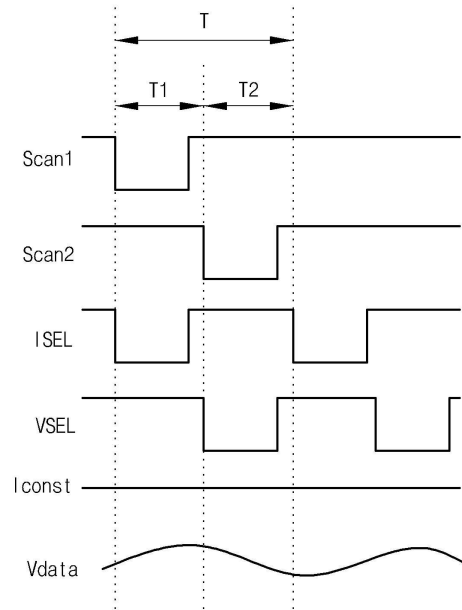 T
T1
T2
Scan1
Scan2
ISEL
VSEL
Iconst
Vdata